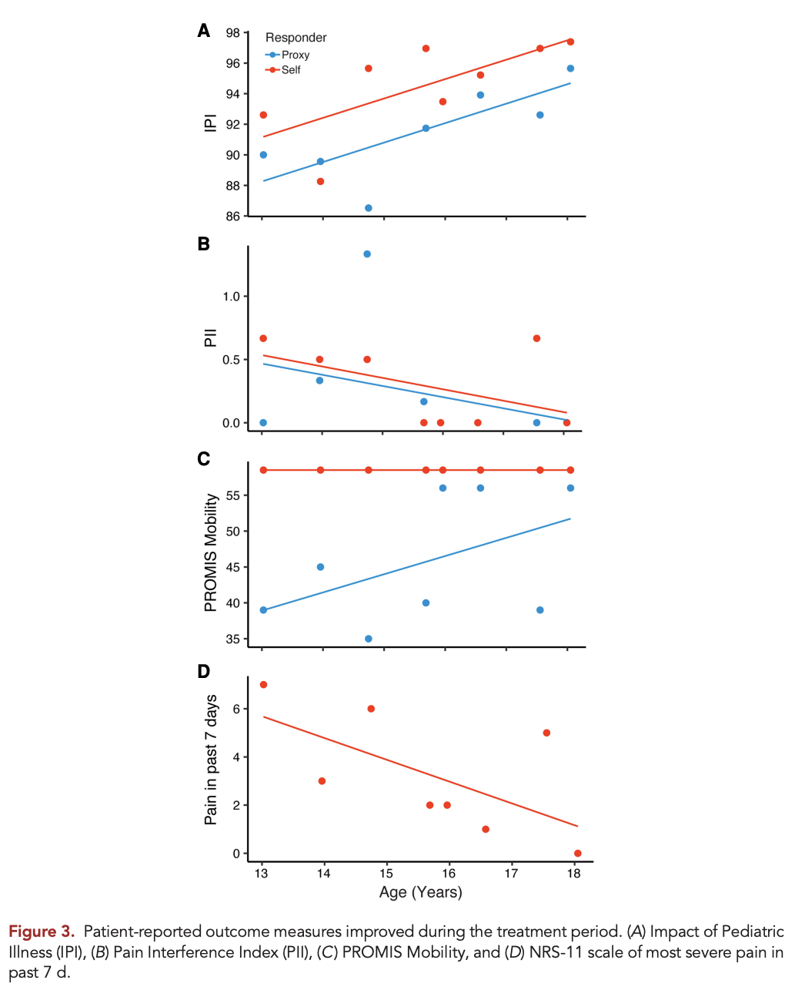 A
98
96
94
92
90
88
86
IPI
Responder
Proxy
Self
B
1.0
0.5
0.0
PII
C
55
50
45
40
35
PROMIS Mobility
D
6
4
2
0
Pain in past 7 days
13 14 15 16 17 18
Age (Years)
Figure 3. Patient-reported outcome measures improved during the treatment period. (A) Impact of Pediatric
Illness (IPI), (B) Pain Interference Index (PII), (C) PROMIS Mobility, and (D) NRS-11 scale of most severe pain in
past 7 d.